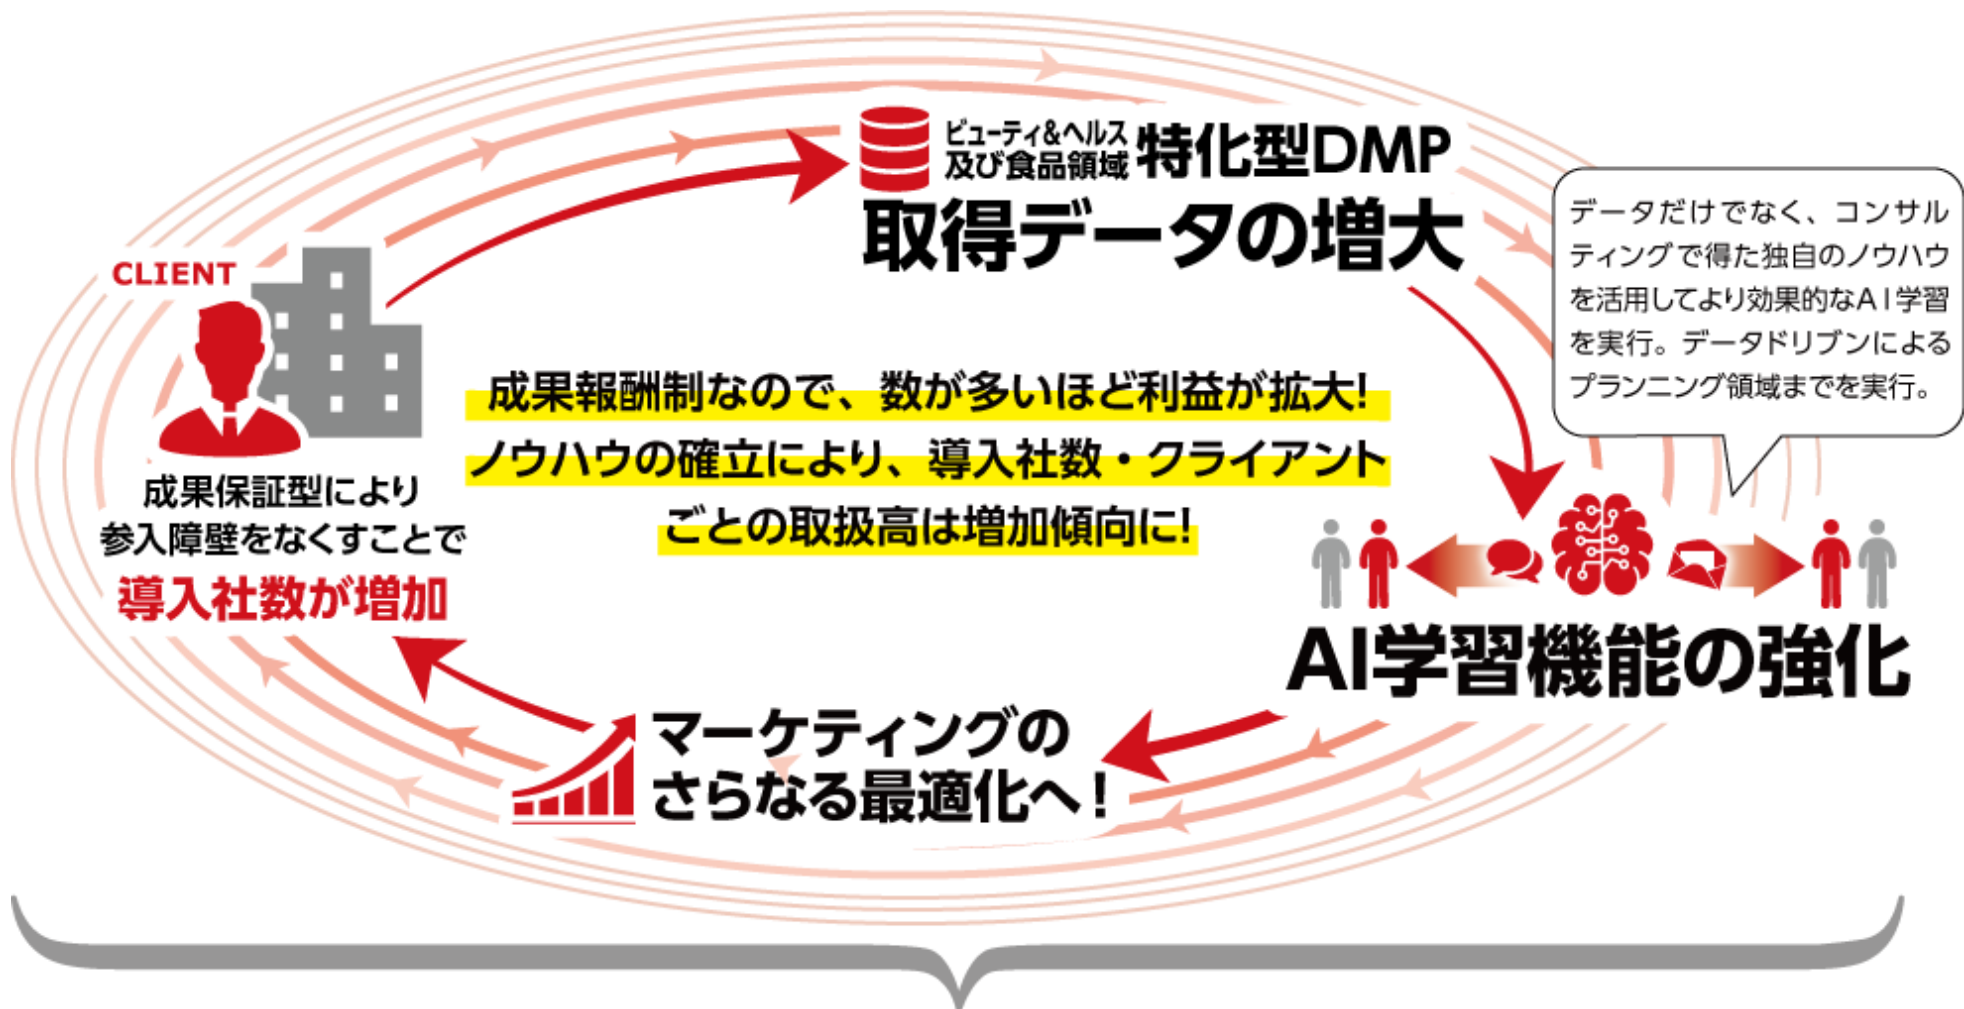 ビューティ&ヘルス
及び食品領域
特化型DMP
取得データの増大
データだけでなく、コンサル
ティングで得た独自のノウハウ
を活用してより効果的なAI学習
を実行。データドリブンによる
プランニング領域までを実行。
CLIENT
成果保証型により
参入障壁をなくすことで
導入社数が増加
成果報酬制なので、数が多いほど利益が拡大!
ノウハウの確立により、導入社数・クライアント
ごとの取扱高は増加傾向に!
AI学習機能の強化
マーケティングの
さらなる最適化へ!